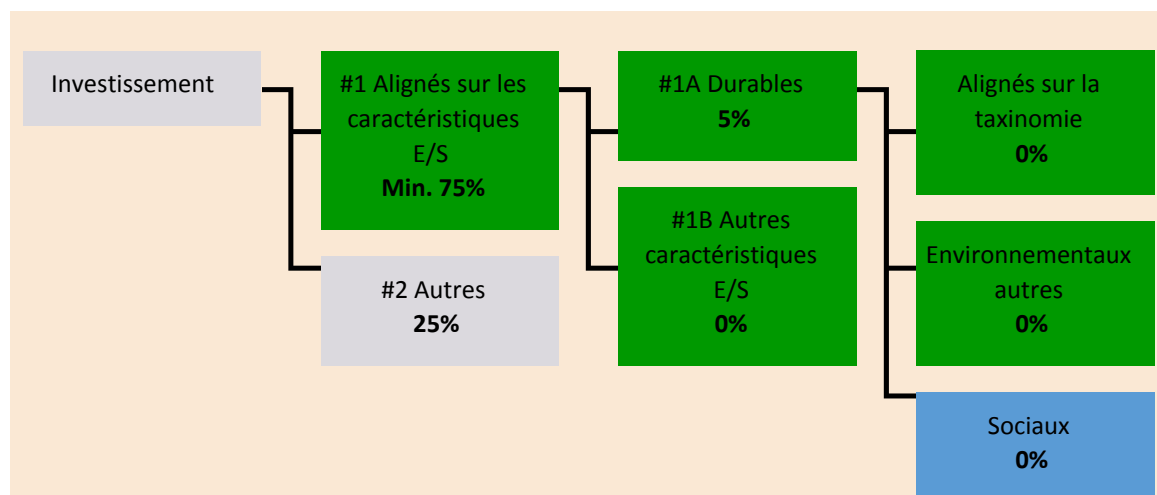 Investissement
#1 Alignés sur les
caractéristiques
E/S
Min. 75%
#2 Autres
25%
#1A Durables
5%
#1B Autres
caractéristiques
E/S
0%
Alignés sur la
taxinomie
0%
Environnementaux
autres
0%
Sociaux
0%